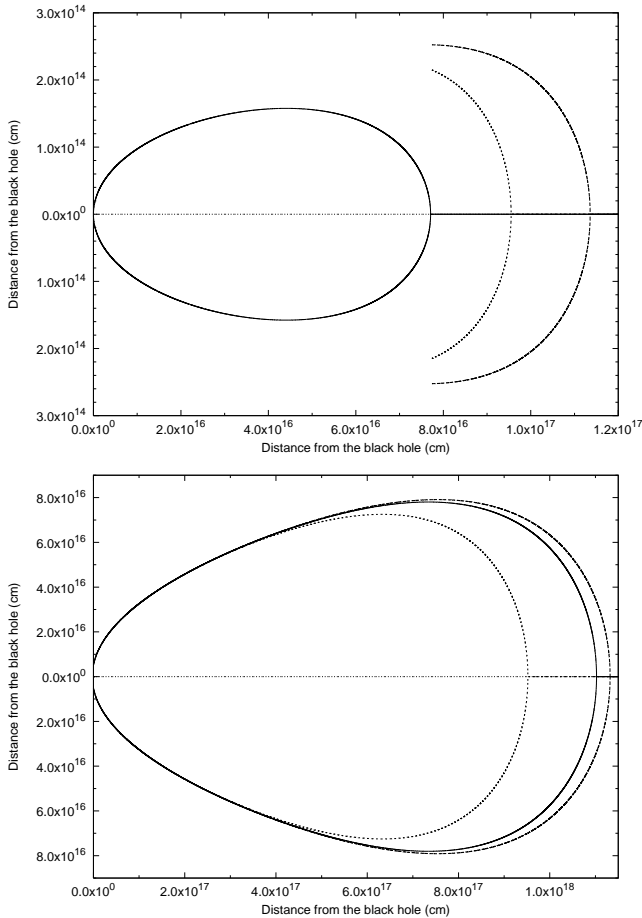 3.0x10^14
2.0x10^14
1.0x10^14
0.0x10^0
1.0x10^14
2.0x10^14
3.0x10^14
Distance from the black hole (cm)
0.0x10^0 2.0x10^16 4.0x10^16 6.0x10^16 8.0x10^16 1.0x10^17 1.2x10^17
Distance from the black hole (cm)
8.0x10^16
6.0x10^16
4.0x10^16
2.0x10^16
0.0x10^0
2.0x10^16
4.0x10^16
6.0x10^16
8.0x10^16
Distance from the black hole (cm)
0.0x10^0 2.0x10^17 4.0x10^17 6.0x10^17 8.0x10^17 1.0x10^18
Distance from the black hole (cm)